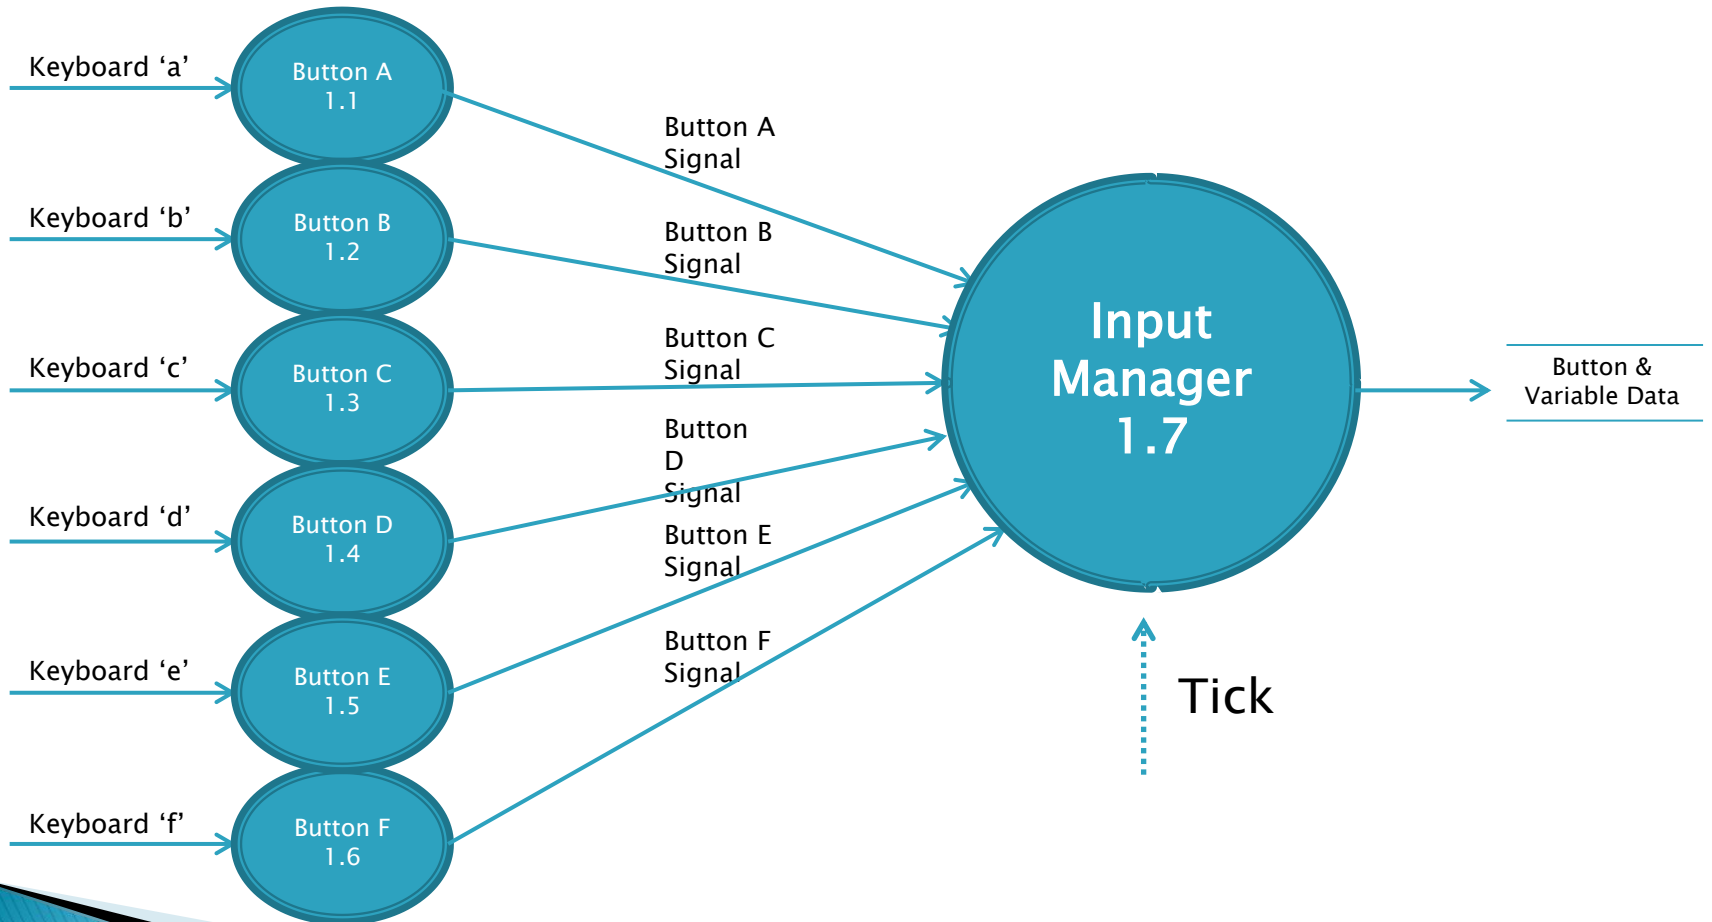 Keyboard ‘a’
Button A
1.1
Keyboard ‘b’
Button B
1.2
Keyboard ‘c’
Button C
1.3
Keyboard ‘d’
Button D
1.4
Keyboard ‘e’
Button E
1.5
Keyboard ‘f’
Button F
1.6
Button A
Signal
Button B
Signal
Button C
Signal
Button
D
Signal
Button E
Signal
Button F
Signal
Input
Manager
1.7
Tick
Button &
Variable Data